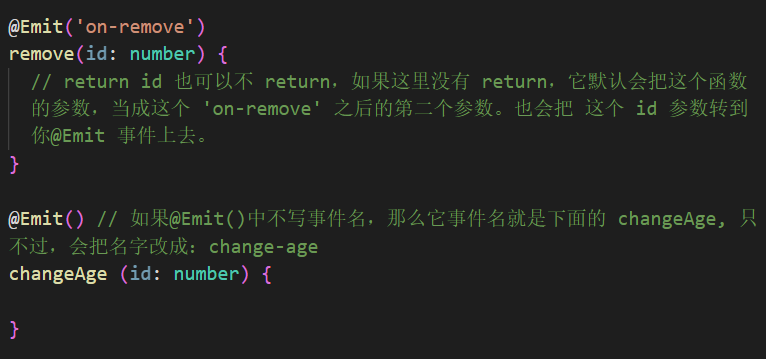 @Emit('on-remove')
remove(id: number) {
// return id 也可以不 return，如果这里没有 return，它默认会把这个函数
的参数，当成这个 'on-remove' 之后的第二个参数。也会把 这个 id 参数转到
你@Emit 事件上去。
}
@Emit() // 如果@Emit()中不写事件名，那么它事件名就是下面的 changeAge, 只
不过，会把名字改成：change-age
changeAge (id: number) {
}